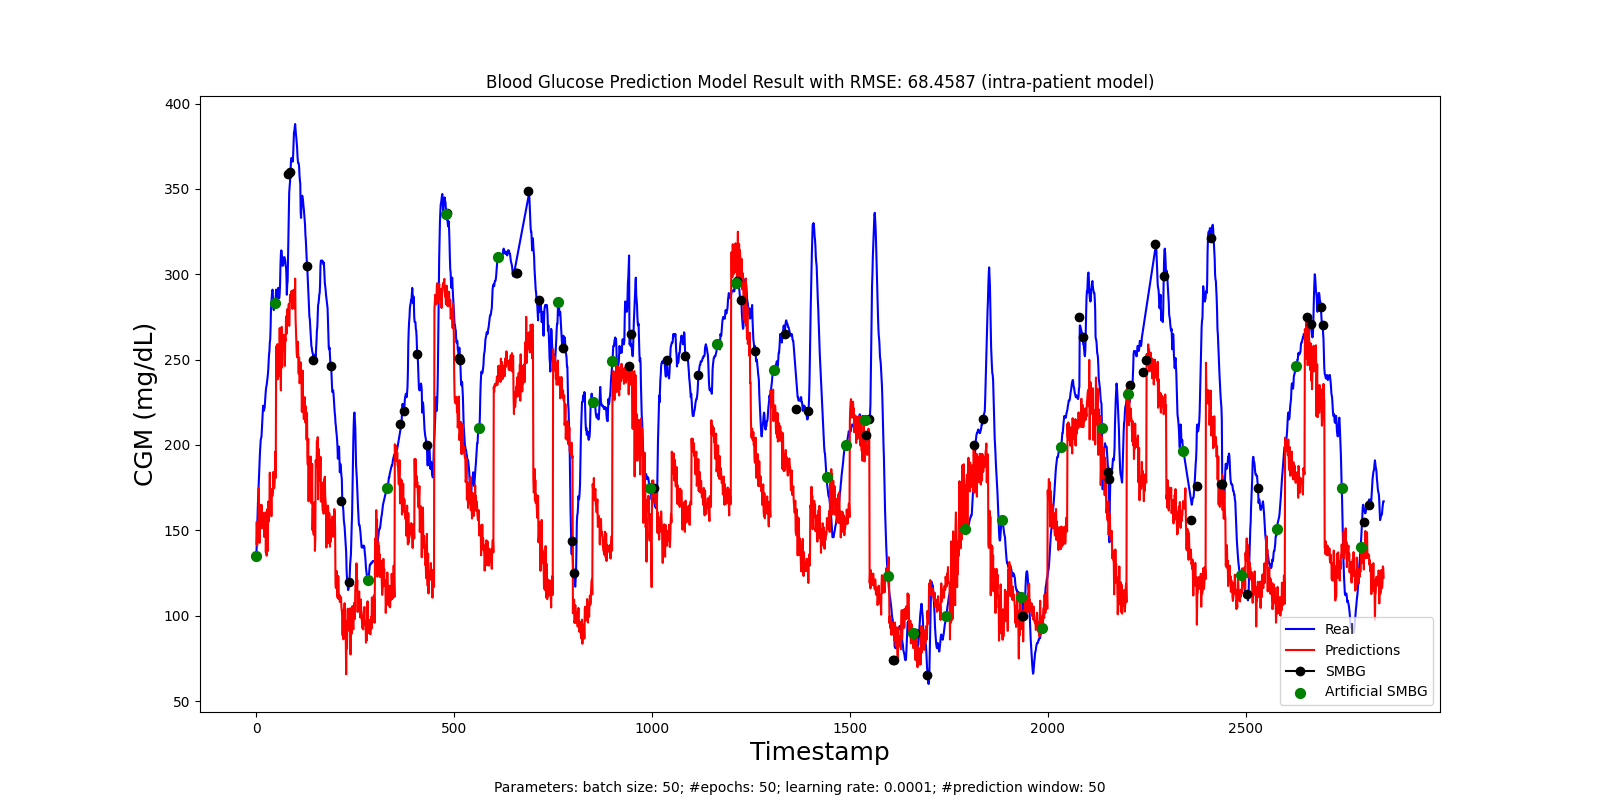 Blood Glucose Prediction Model Result with RMSE: 68.4587 (intra-patient model)
400
350
300
250
200
150
100
50
CGM (mg/dL)
0
500
1000
1500
2000
2500
Timestamp
Real
Predictions
SMBG
Artificial SMBG
Parameters: batch size: 50; #epochs: 50; learning rate: 0.0001; #prediction window: 50